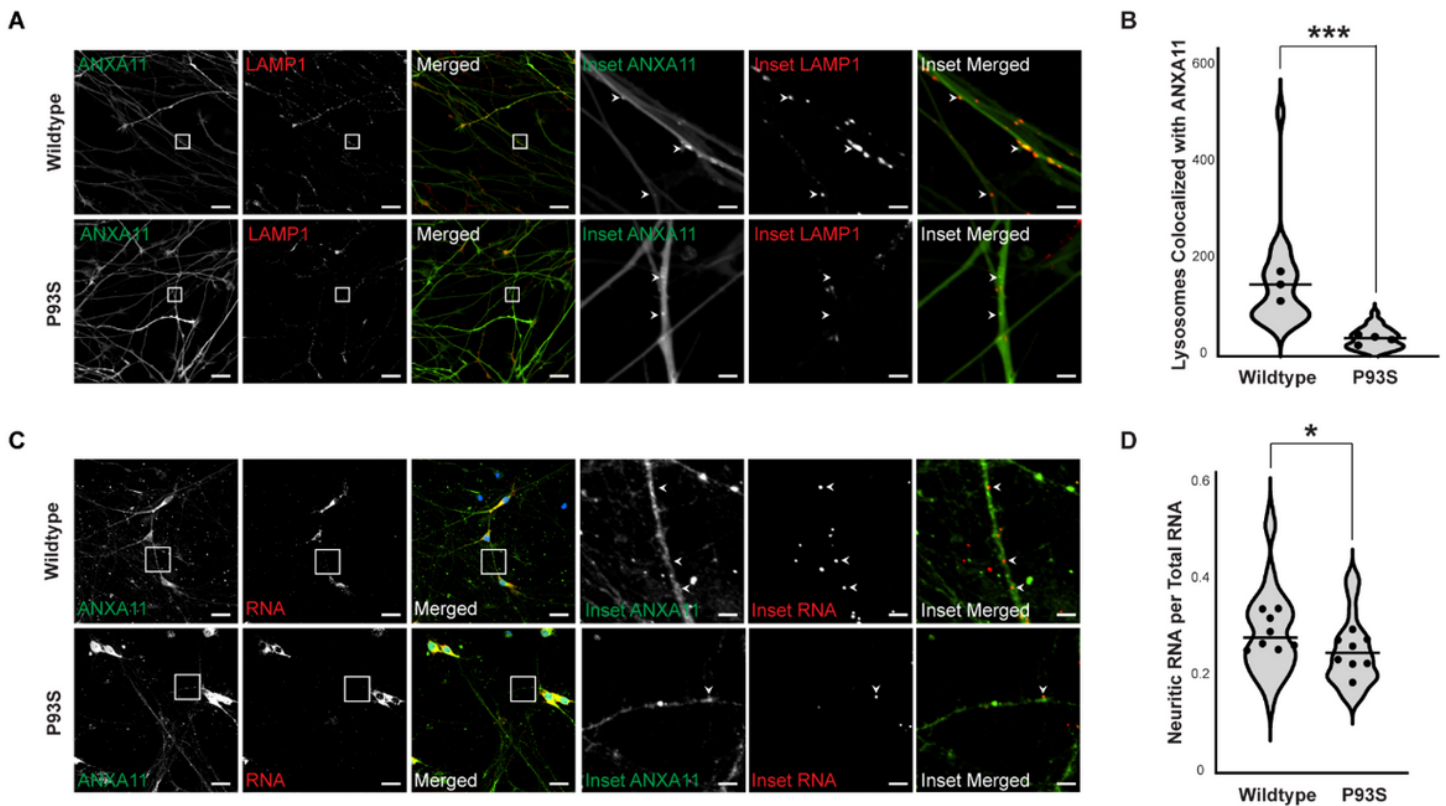 A
ANXA11
LAMP1
Merged
Inset ANXA11
Inset LAMP1
Inset Merged
Wildtype
ANXA11
LAMP1
Merged
Inset ANXA11
Inset LAMP1
Inset Merged
P93S
B
***
Lysosomes Colocalized with ANXA11
600
400
200
0
Wildtype
P93S
C
Wildtype
ANXA11
RNA
Merged
Inset ANXA11
Inset RNA
Inset Merged
P93S
ANXA11
RNA
Merged
Inset ANXA11
Inset RNA
Inset Merged
D
*
Neuritic RNA per Total RNA
0.6
0.4
0.2
0
Wildtype
P93S